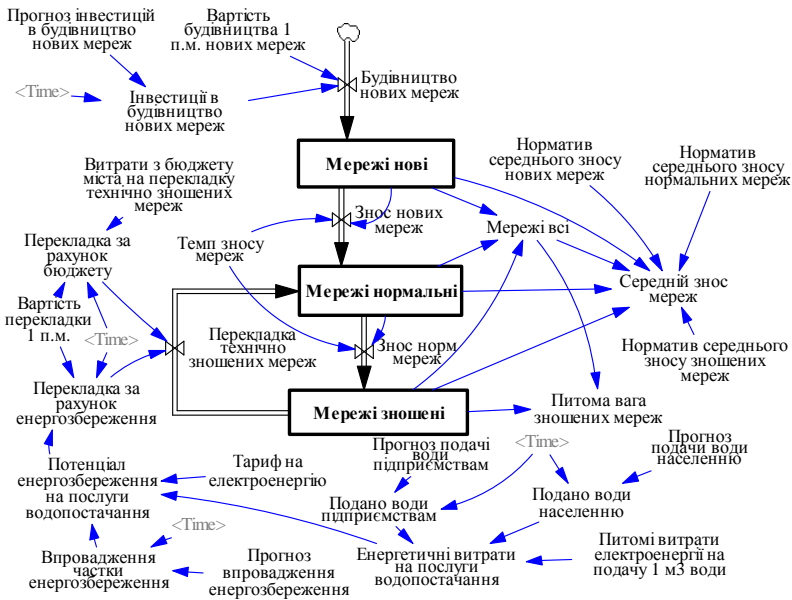 Прогноз інвестицій
в будівництво
нових мереж
Вартість
будівництва 1
п.м. нових мереж
<Time>
Інвестиції в
будівництво
нових мереж
Будівництво
нових мереж
Мережі нові
Норматив
середнього зносу
нових мереж
Норматив
середнього зносу
нормальних мереж
Витрати з бюджету
міста на перекладку
технічно зношених
мереж
Знос нових
мереж
Мережі всі
Перекладка за
рахунок
бюджету
Темп зносу
мереж
Мережі нормальні
Середній знос
мереж
Вартість
перекладки
1 п.м.
<Time>
Перекладка
технічно
зношених мереж
Знос норм
мереж
Норматив середнього
зносу зношених
мереж
Перекладка за
рахунок
енергозбереження
Мережі зношені
Питома вага
зношених мереж
<Time>
Прогноз подачі
води
підприємствам
Прогноз
подачи води
населенню
Потенціал
енергозбереження
на послуги
водопостачання
Тариф на
електроенергію
Подано води
підприємствам
Подано води
населенню
<Time>
Впровадження
частки
енергозбереження
Прогноз
впровадження
енергозбереження
Енергетичні витрати
на послуги
водопостачання
Питомі витрати
електроенергії на
подачу 1 м3 води